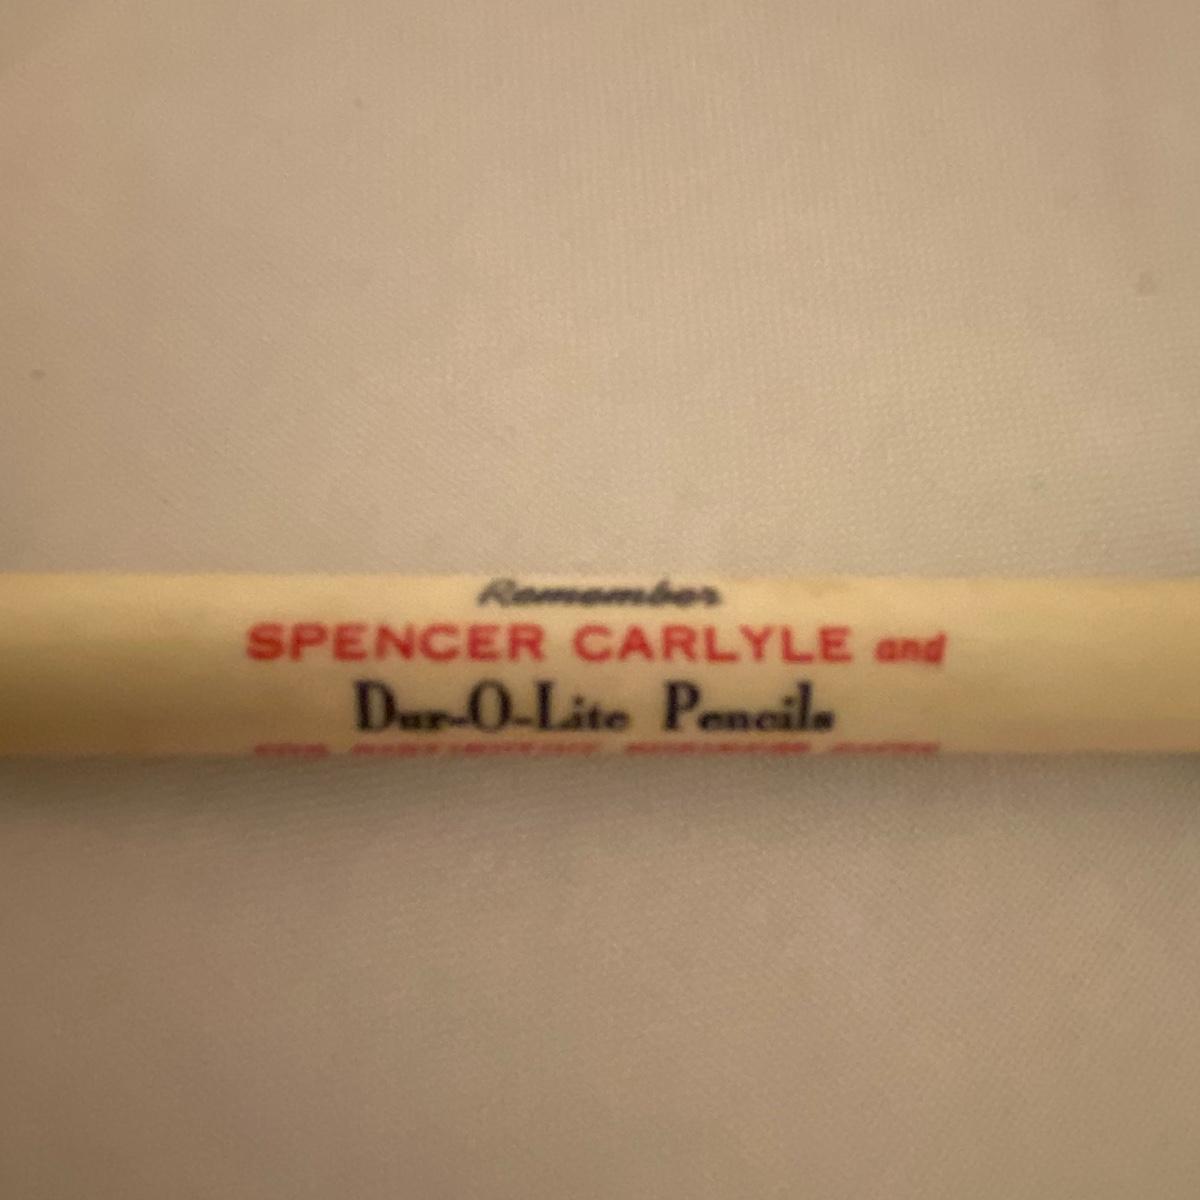 Remember
SPENCER CARLYLE and
Dur-O-Lite Pencils